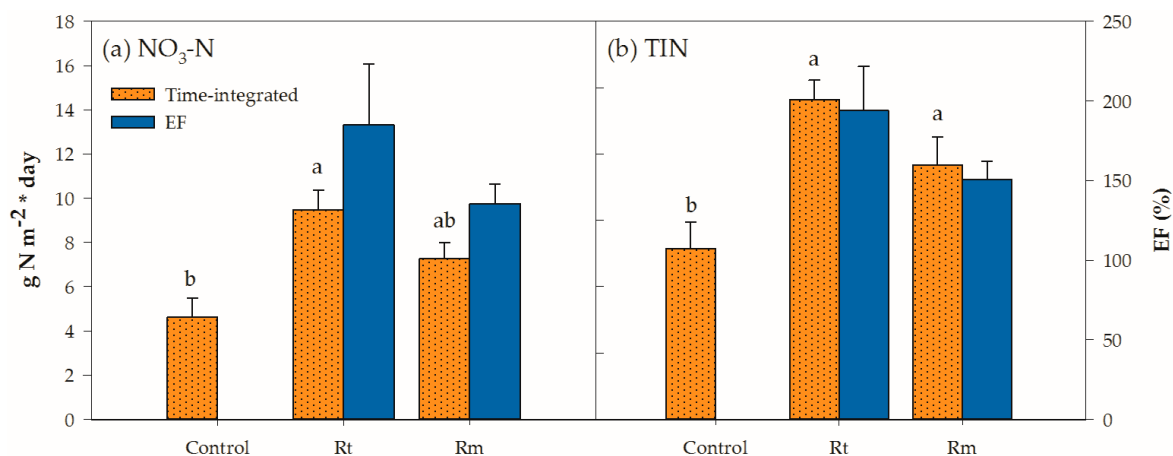 18
16
14
12
10
8
6
4
2
0
g N m-2 * day
(a) NO3-N
Time-integrated
EF
b
a
ab
Control
Rt
Rm
(b) TIN
b
a
a
Control
Rt
Rm
250
200
150
100
50
0
EF (%)